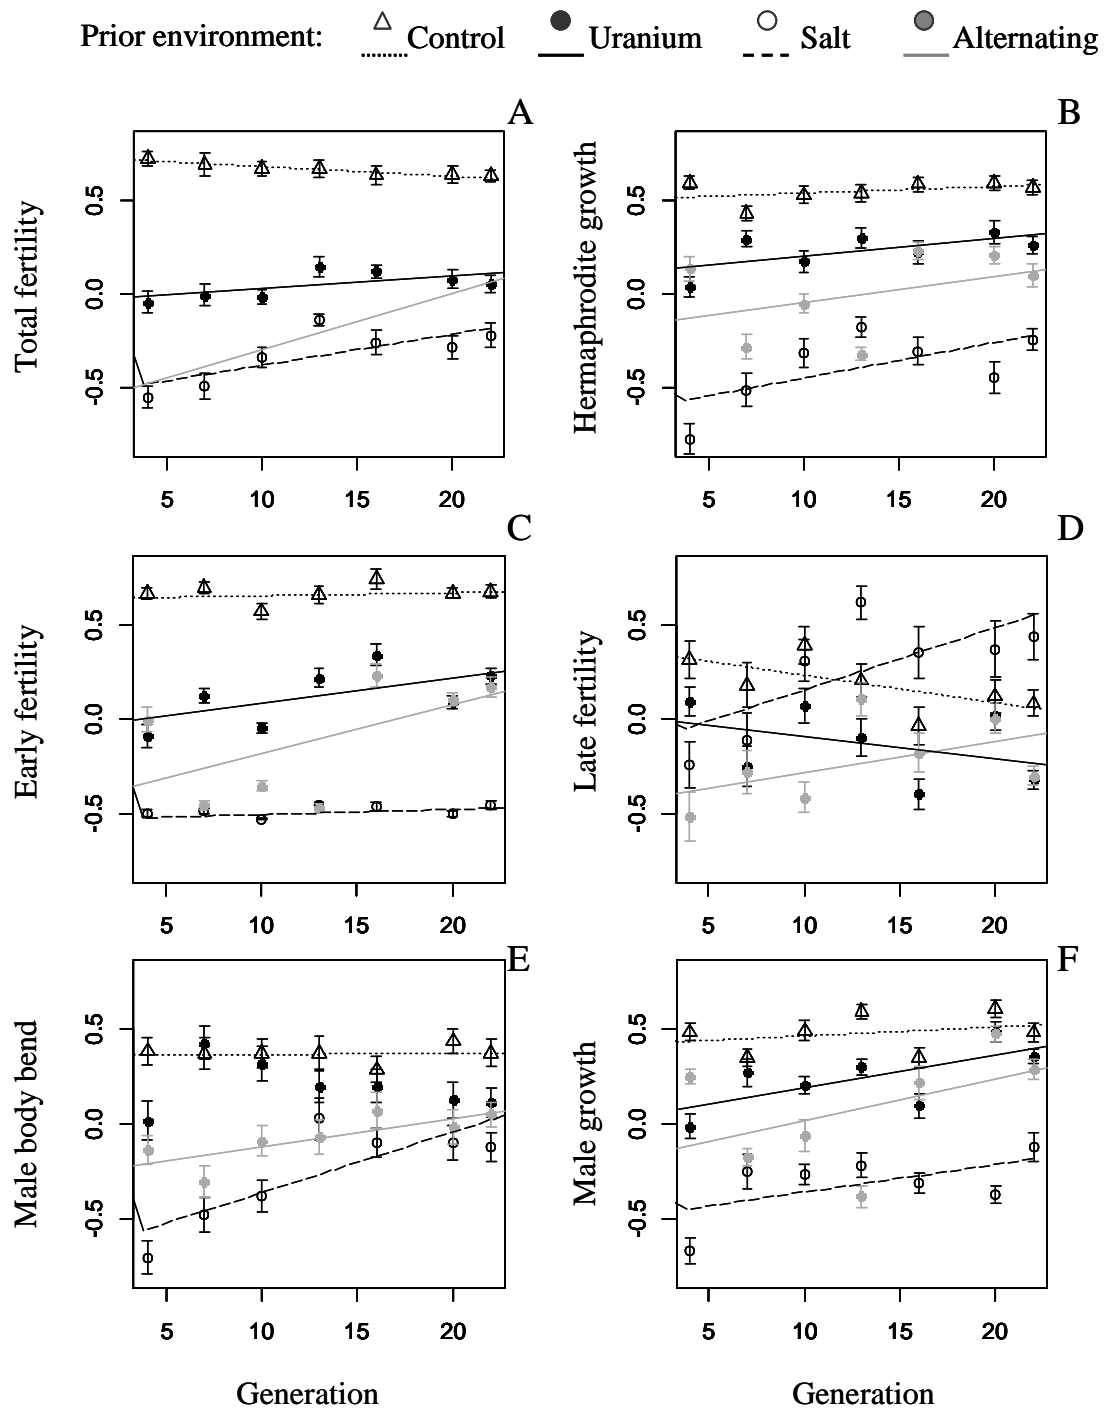 Prior environment: Control Uranium Salt Alternating
A B
Total fertility
0.5
0.0
-0.5
5 10 15 20
Hermaphrodite growth
0.5
0.0
-0.5
5 10 15 20
C D
Early fertility
0.5
0.0
-0.5
5 10 15 20
Late fertility
0.5
0.0
-0.5
5 10 15 20
E F
Male body bend
0.5
0.0
-0.5
5 10 15 20
Male growth
0.5
0.0
-0.5
5 10 15 20
Generation Generation